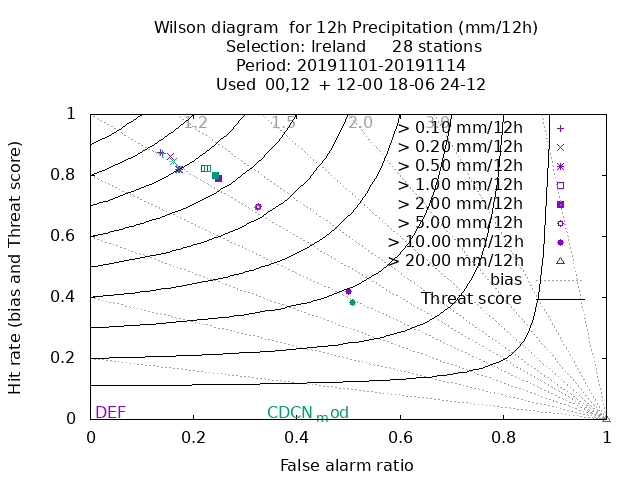 Wilson diagram  for 12h Precipitation (mm/12h)
Selection: Ireland     28 stations
Period: 20191101-20191114
Used  00,12  + 12-00 18-06 24-12
1.2 1.5 2.0 3.0
> 0.10 mm/12h
> 0.20 mm/12h
> 0.50 mm/12h
> 1.00 mm/12h
> 2.00 mm/12h
> 5.00 mm/12h
> 10.00 mm/12h
> 20.00 mm/12h
bias
Threat score
1
0.8
0.6
0.4
0.2
0
Hit rate (bias and Threat score)
DEF CDCN_mod
0 0.2 0.4 0.6 0.8 1
False alarm ratio